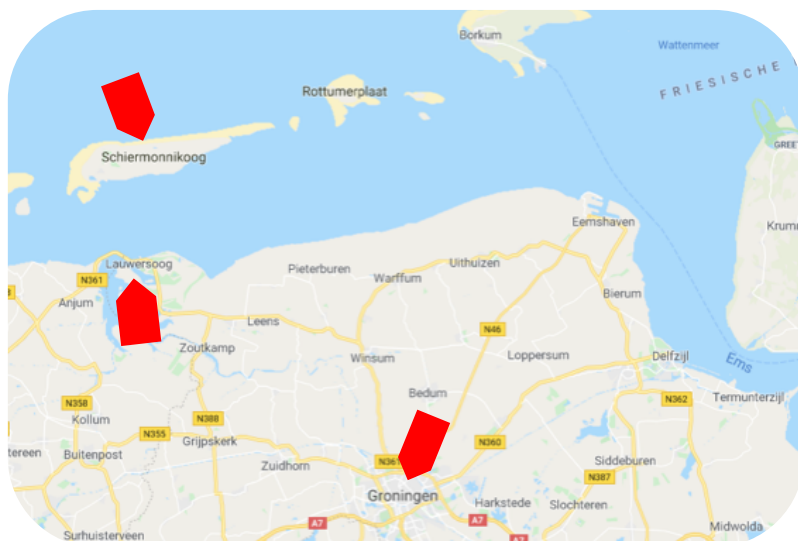 Borkum
Wattenmeer
FRIESISCHE
Rottumerplaat
Schiermonnikoog
Eemshaven
Lauwersoog
Pieterburen
Warffum
Uithuizen
N361
Anjum
Bierum
Leens
N46
Zoutkamp
Winsum
Loppersum
Delfzijl
Ems
Bedum
N358
N362
Termunterzijl
Kollum
N388
N355
Grijpskerk
N360
Buitenpost
Zuidhorn
Siddeburen
N387
Groningen
Harkstede
Slochteren
A7
A7
A7
Midwolda
Surhuisterveen